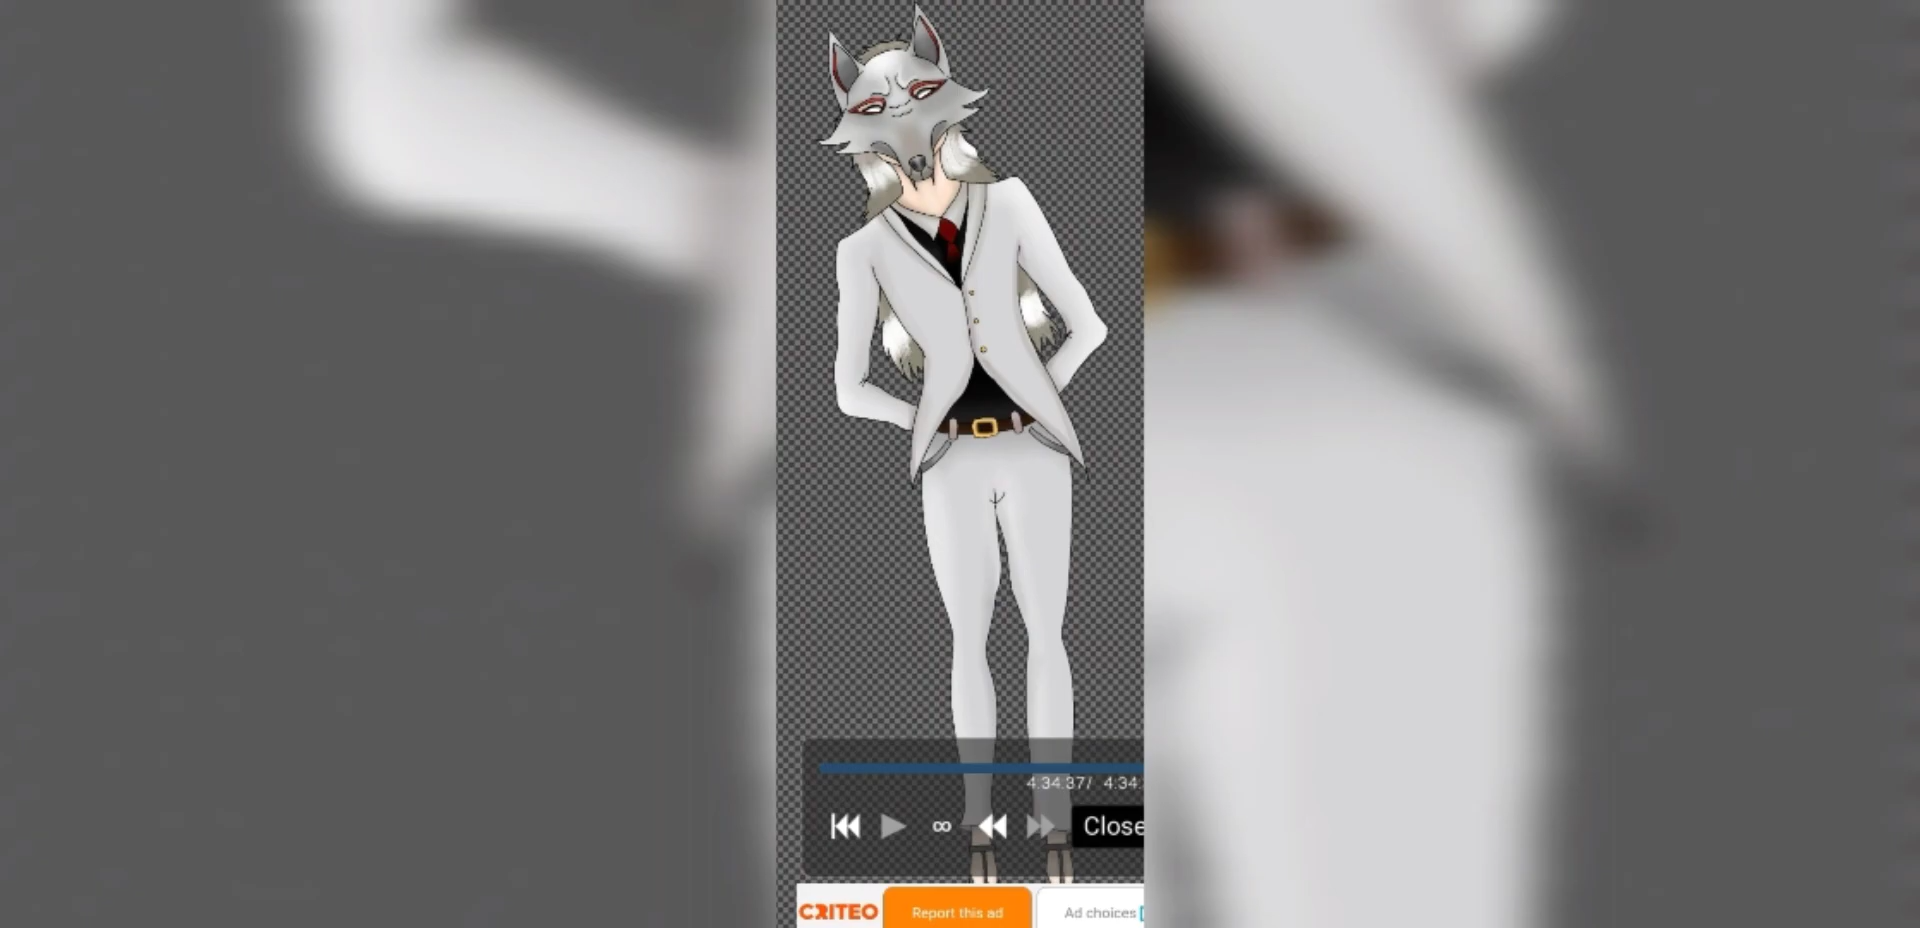 4:34:37/ 4:34:
∞
Close
CRITEO
Report this ad
Ad choices